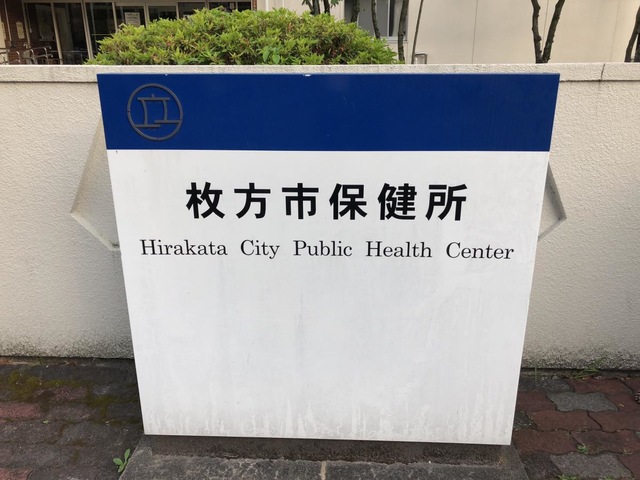 枚方市保健所
Hirakata City Public Health Center